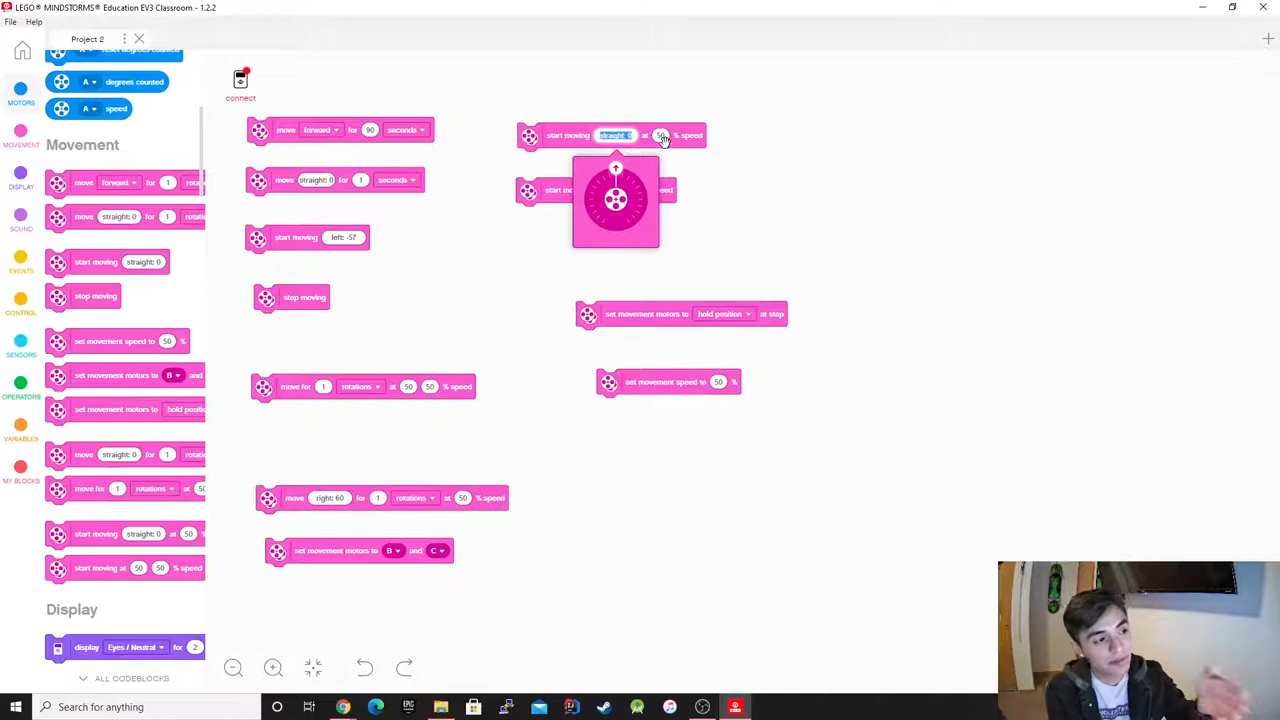 LEGO® MINDSTORMS® Education EV3 Classroom - 1.2.2
File Help
Project 2
connect
MOTORS
MOVEMENT
DISPLAY
SOUND
EVENTS
CONTROL
SENSORS
OPERATORS
VARIABLES
MY BLOCKS
A degrees counted
A speed
Movement
move forward for 1
move straight: 0 for 1
start moving straight: 0
stop moving
set movement speed to 50 %
set movement motors to B and
set movement motors to
move straight: 0 for 1
move for 1 rotations 50
start moving straight: 0 at 50 %
start moving at 50 50 % speed
Display
display Eyes / Neutral for 2
ALL CODEBLOCKS
move forward for 90 seconds
move straight: 0 for 1 seconds
start moving left: -57
stop moving
move for 1 rotations at 50 50 % speed
move right: 60 for 1 rotations at 50 % speed
set movement motors to B and C
start moving straight: 0 at 50 % speed
set movement motors to hold position at stop
set movement speed to 50 %
Search for anything